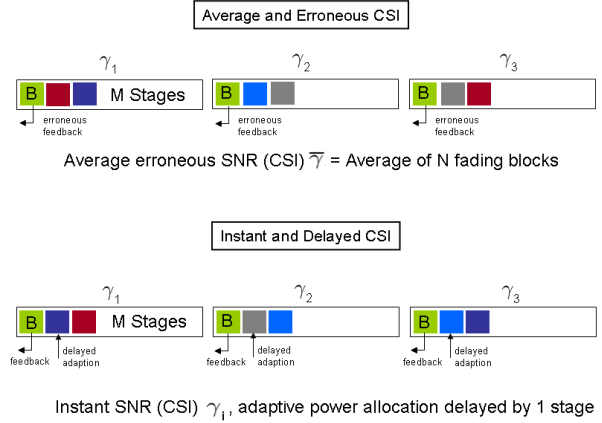 Average and Erroneous CSI
γ1 γ2 γ3
B M Stages B B
erroneous feedback erroneous feedback erroneous feedback
Average erroneous SNR (CSI) γ̅ = Average of N fading blocks
Instant and Delayed CSI
γ1 γ2 γ3
B M Stages B B
feedback delayed adaption feedback delayed adaption feedback delayed adaption
Instant SNR (CSI) γi, adaptive power allocation delayed by 1 stage